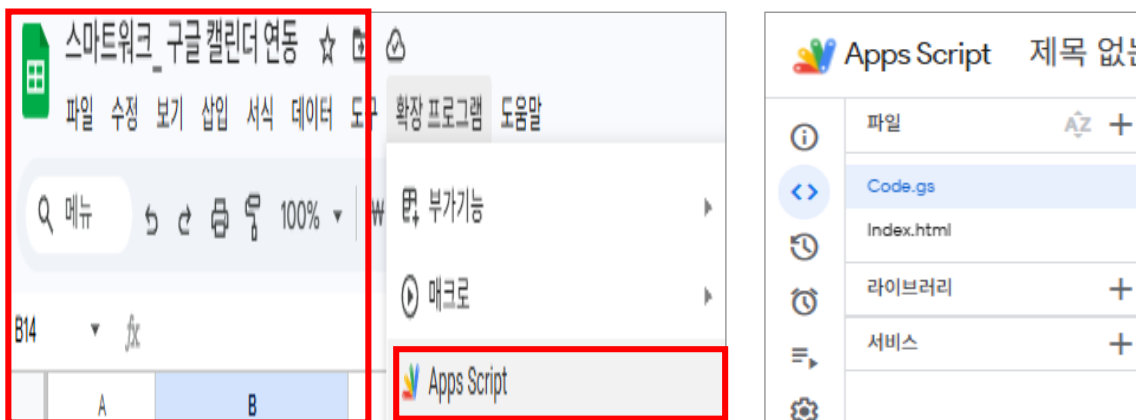 스마트워크_구글 캘린더 연동
파일 수정 보기 삽입 서식 데이터 도구 확장 프로그램 도움말
메뉴 100% ₩
부가기능
매크로
B14 fx
Apps Script
A B
Apps Script 제목 없는
파일 AZ
Code.gs
Index.html
라이브러리
서비스